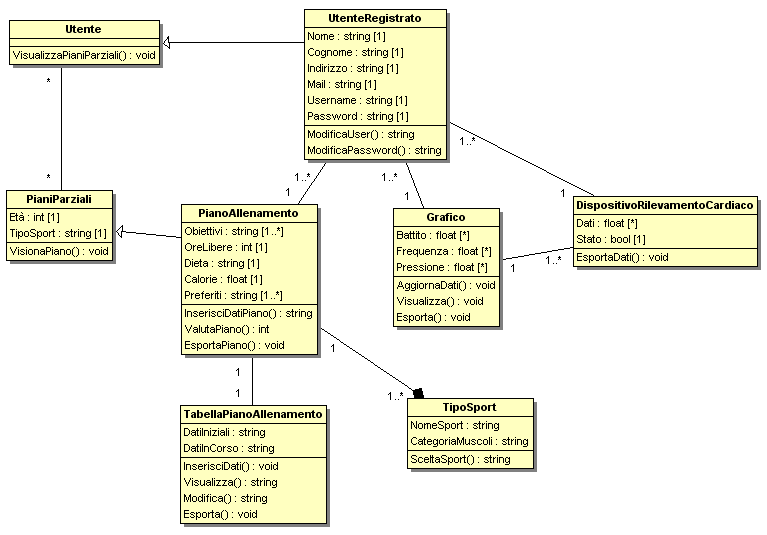 Utente
VisualizzaPianiParziali() : void
UtenteRegistrato
Nome : string [1]
Cognome : string [1]
Indirizzo : string [1]
Mail : string [1]
Username : string [1]
Password : string [1]
ModificaUser() : string
ModificaPassword() : string
*
*
1..*
1
1..*
1
1..*
1
PianiParziali
Età : int [1]
TipoSport : string [1]
VisionaPiano() : void
PianoAllenamento
Obiettivi : string [1..*]
OreLibere : int [1]
Dieta : string [1]
Calorie : float [1]
Preferiti : string [1..*]
InserisciDatiPiano() : string
ValutaPiano() : int
EsportaPiano() : void
Grafico
Battito : float [*]
Frequenza : float [*]
Pressione : float [*]
AggiornaDati() : void
Visualizza() : void
Esporta() : void
DispositivoRilevamentoCardiaco
Dati : float [*]
Stato : bool [1]
EsportaDati() : void
1
1..*
1
1
1
1..*
TabellaPianoAllenamento
DatiIniziali : string
DatiInCorso : string
InserisciDati() : void
Visualizza() : string
Modifica() : string
Esporta() : void
TipoSport
NomeSport : string
CategoriaMuscoli : string
SceltaSport() : string